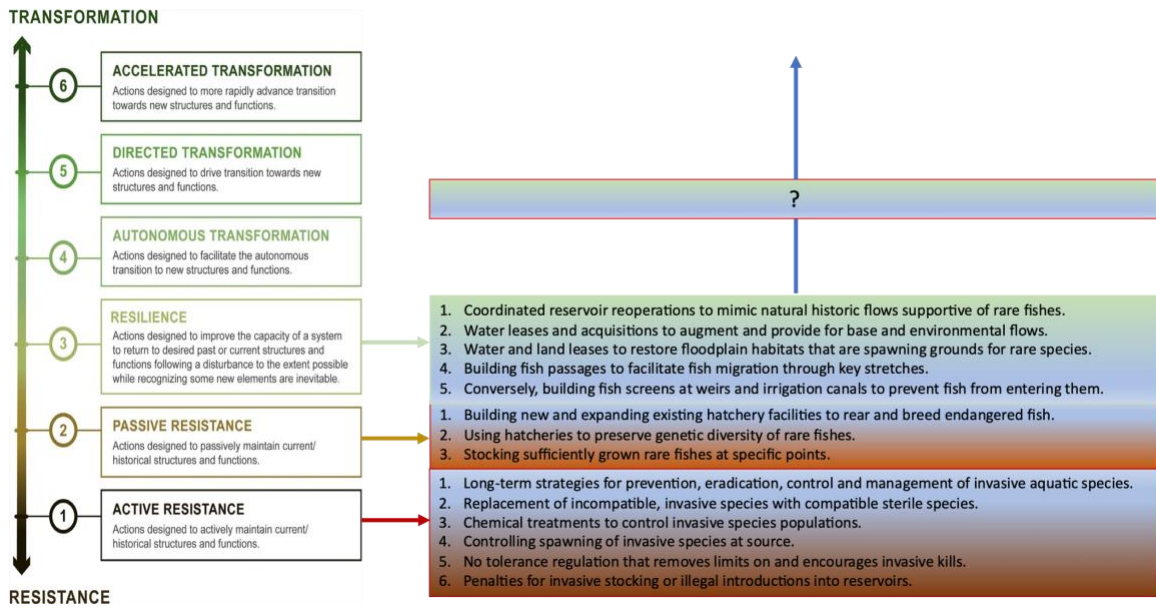 TRANSFORMATION
6
ACCELERATED TRANSFORMATION
Actions designed to more rapidly advance transition
towards new structures and functions.
5
DIRECTED TRANSFORMATION
Actions designed to drive transition towards new
structures and functions.
?
4
AUTONOMOUS TRANSFORMATION
Actions designed to facilitate the autonomous
transition to new structures and functions.
3
RESILIENCE
Actions designed to improve the capacity of a system
to return to desired past or current structures and
functions following a disturbance to the extent possible
while recognizing some new elements are inevitable.
1. Coordinated reservoir reoperations to mimic natural historic flows supportive of rare fishes.
2. Water leases and acquisitions to augment and provide for base and environmental flows.
3. Water and land leases to restore floodplain habitats that are spawning grounds for rare species.
4. Building fish passages to facilitate fish migration through key stretches.
5. Conversely, building fish screens at weirs and irrigation canals to prevent fish from entering them.
2
PASSIVE RESISTANCE
Actions designed to passively maintain current/
historical structures and functions.
1. Building new and expanding existing hatchery facilities to rear and breed endangered fish.
2. Using hatcheries to preserve genetic diversity of rare fishes.
3. Stocking sufficiently grown rare fishes at specific points.
1
ACTIVE RESISTANCE
Actions designed to actively maintain current/
historical structures and functions.
1. Long-term strategies for prevention, eradication, control and management of invasive aquatic species.
2. Replacement of incompatible, invasive species with compatible sterile species.
3. Chemical treatments to control invasive species populations.
4. Controlling spawning of invasive species at source.
5. No tolerance regulation that removes limits on and encourages invasive kills.
6. Penalties for invasive stocking or illegal introductions into reservoirs.
RESISTANCE